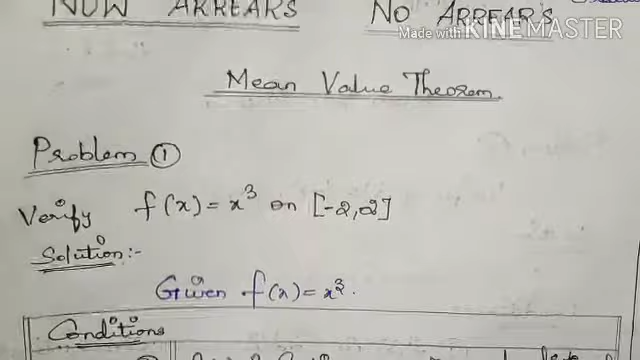 NOW ARREARS NO ARREARS
Made with KINEMASTER
Mean Value Theorem
Problem ①
Verify f(x) = x³ on [-2, 2]
Solution:-
Given f(x) = x³.
Conditions